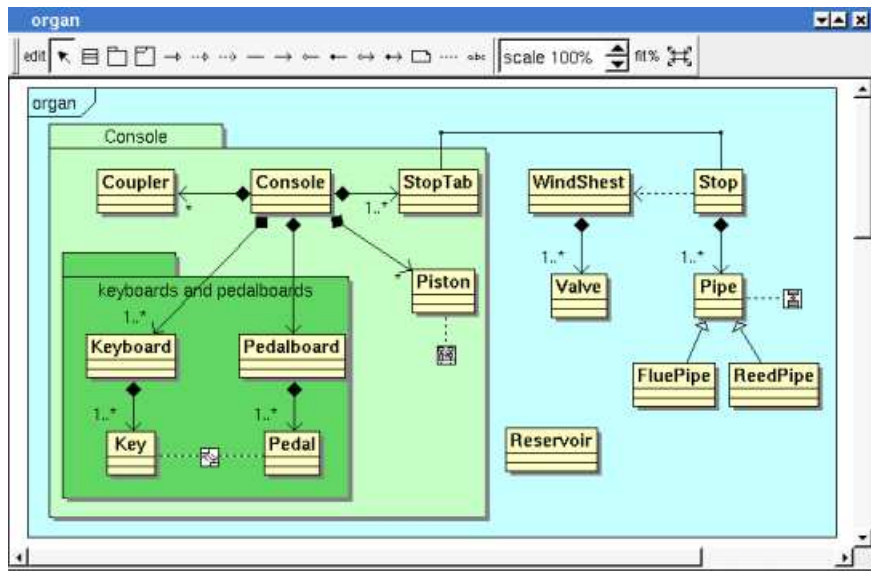 organ
edit
abc
scale 100%
fit%
organ
Console
Coupler
Console
StopTab
WindShest
Stop
*
1..*
1..*
1..*
*
Piston
Valve
Pipe
keyboards and pedalboards
1..*
Keyboard
Pedalboard
FluePipe
ReedPipe
1..*
1..*
Key
Pedal
Reservoir